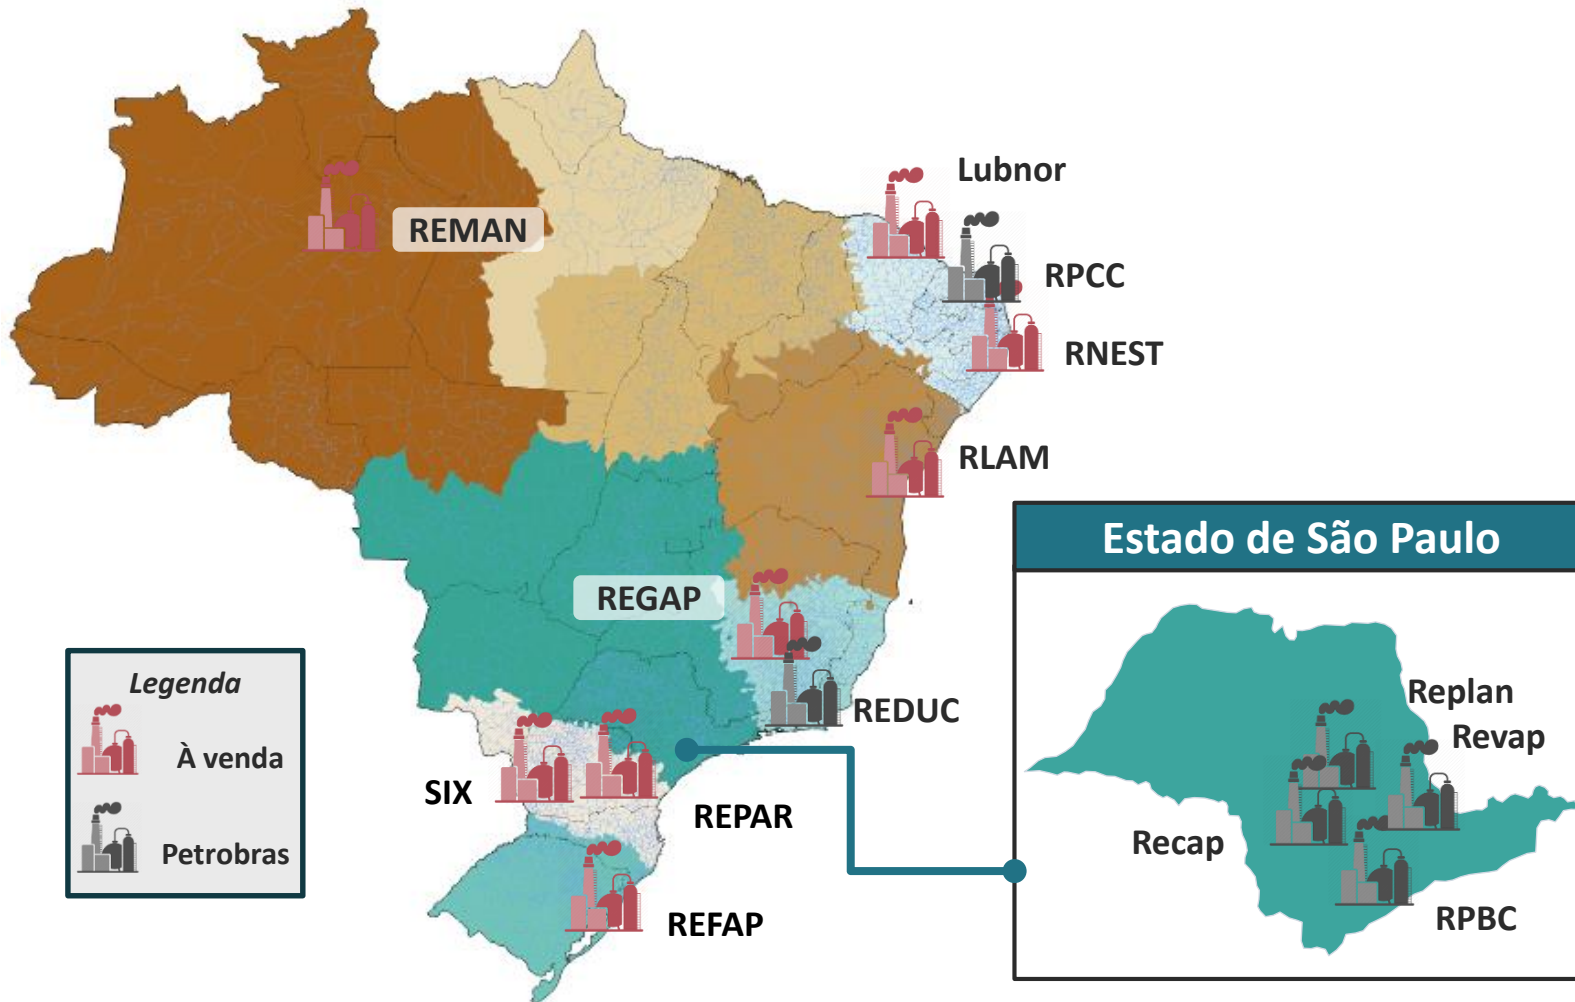 Lubnor
REMAN
RPCC
RNEST
RLAM
Estado de São Paulo
REGAP
Legenda
À venda
Petrobras
REDUC
SIX
REPAR
REFAP
Replan
Revap
Recap
RPBC